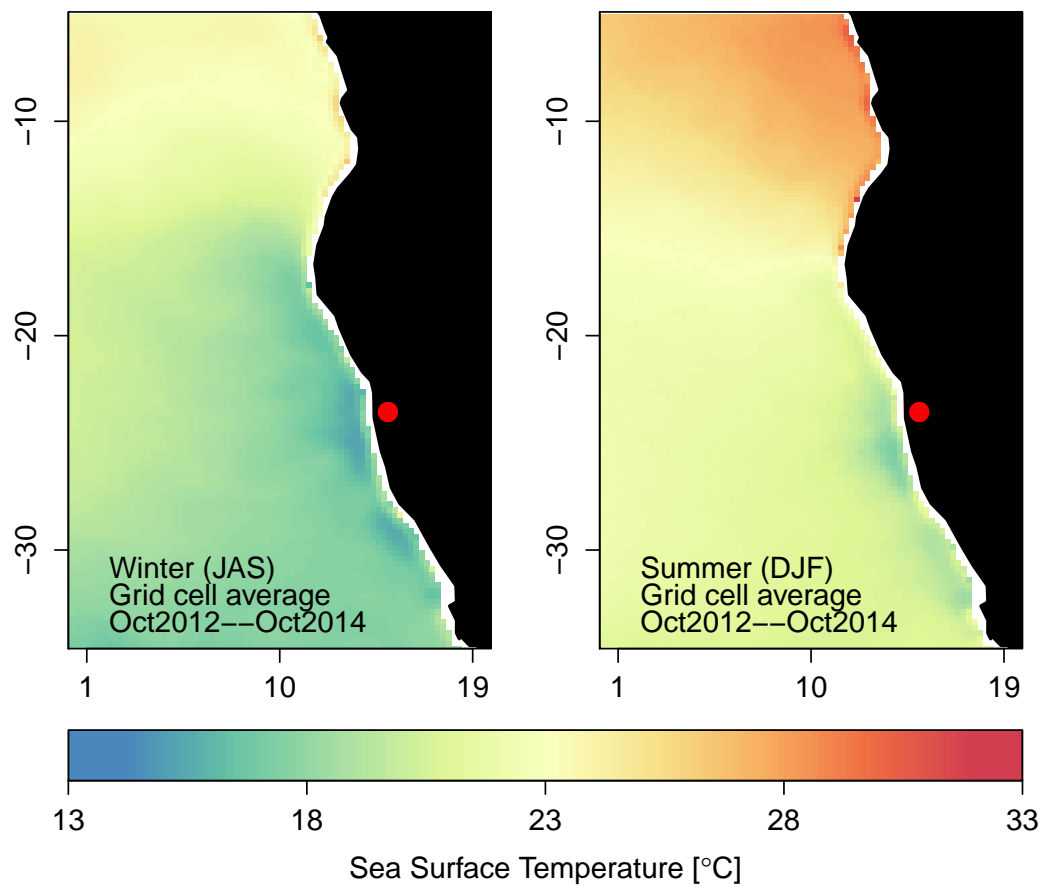 −10
−20
−30
Winter (JAS)
Grid cell average
Oct2012−−Oct2014
1 10 19
−10
−20
−30
Summer (DJF)
Grid cell average
Oct2012−−Oct2014
1 10 19
13 18 23 28 33
Sea Surface Temperature [°C]